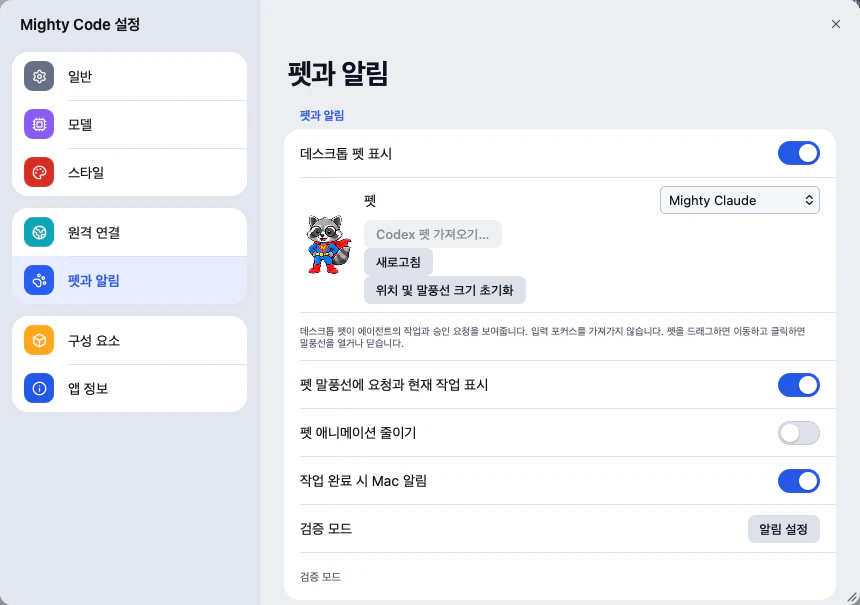 Mighty Code 설정
일반
모델
스타일
원격 연결
펫과 알림
구성 요소
앱 정보
펫과 알림
펫과 알림
데스크톱 펫 표시
펫
Mighty Claude
Codex 펫 가져오기...
새로고침
위치 및 말풍선 크기 초기화
데스크톱 펫이 에이전트의 작업과 승인 요청을 보여줍니다. 입력 포커스를 가져가지 않습니다. 펫을 드래그하면 이동하고 클릭하면
말풍선을 열거나 닫습니다.
펫 말풍선에 요청과 현재 작업 표시
펫 애니메이션 줄이기
작업 완료 시 Mac 알림
검증 모드
알림 설정
검증 모드